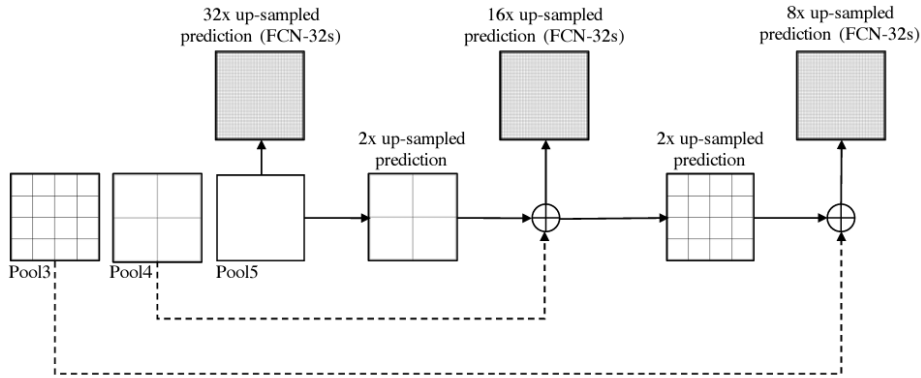 32x up-sampled
prediction (FCN-32s)
16x up-sampled
prediction (FCN-32s)
8x up-sampled
prediction (FCN-32s)
2x up-sampled
prediction
2x up-sampled
prediction
Pool3
Pool4
Pool5